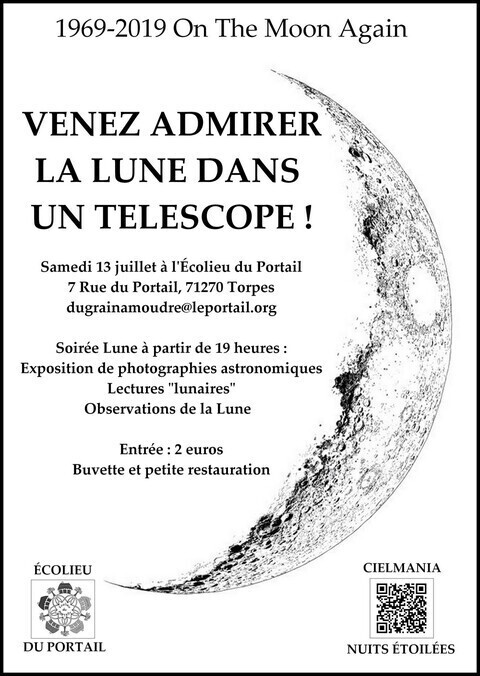 1969-2019 On The Moon Again
VENEZ ADMIRER
LA LUNE DANS
UN TELESCOPE !
Samedi 13 juillet à l'Écolieu du Portail
7 Rue du Portail, 71270 Torpes
dugrainamoudre@leportail.org
Soirée Lune à partir de 19 heures :
Exposition de photographies astronomiques
Lectures "lunaires"
Observations de la Lune
Entrée : 2 euros
Buvette et petite restauration
ÉCOLIEU
DU PORTAIL
CIELMANIA
NUITS ÉTOILÉES